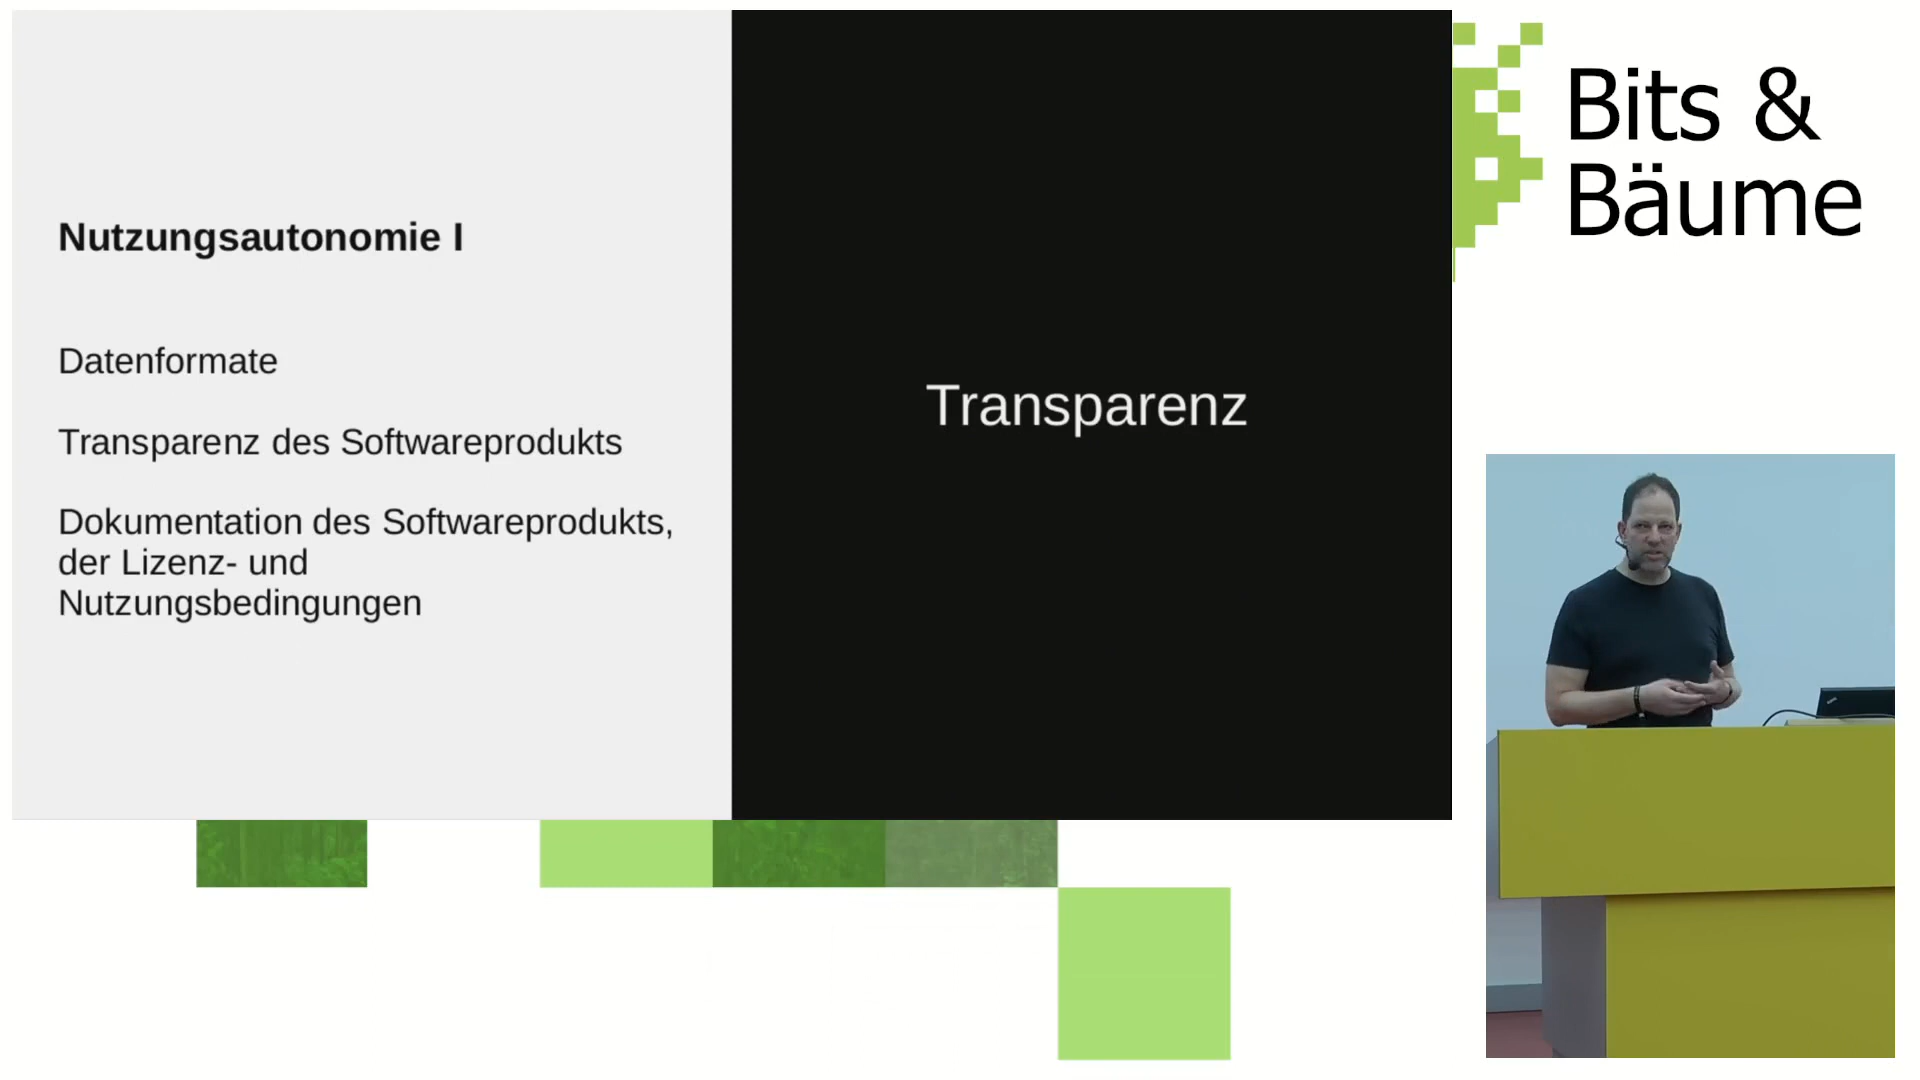 Nutzungsautonomie I
Datenformate
Transparenz des Softwareprodukts
Dokumentation des Softwareprodukts,
der Lizenz- und
Nutzungsbedingungen
Transparenz
Bits &
Bäume